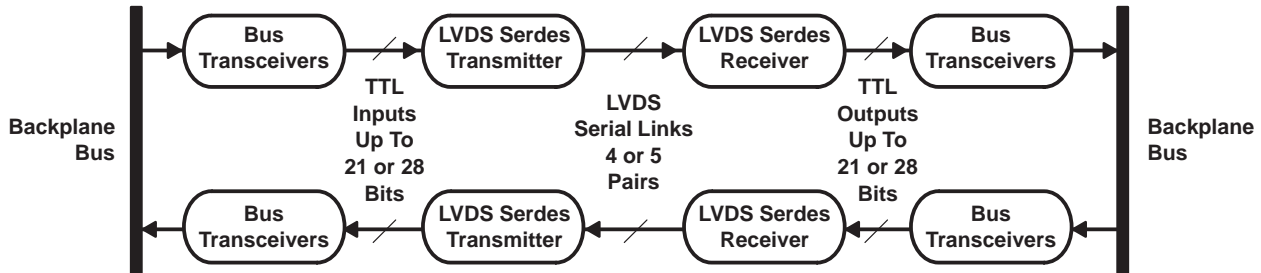 Bus
Transceivers
LVDS Serdes
Transmitter
LVDS Serdes
Receiver
Bus
Transceivers
TTL
Inputs
Up To
21 or 28
Bits
LVDS
Serial Links
4 or 5
Pairs
TTL
Outputs
Up To
21 or 28
Bits
Backplane
Bus
Backplane
Bus
Bus
Transceivers
LVDS Serdes
Transmitter
LVDS Serdes
Receiver
Bus
Transceivers